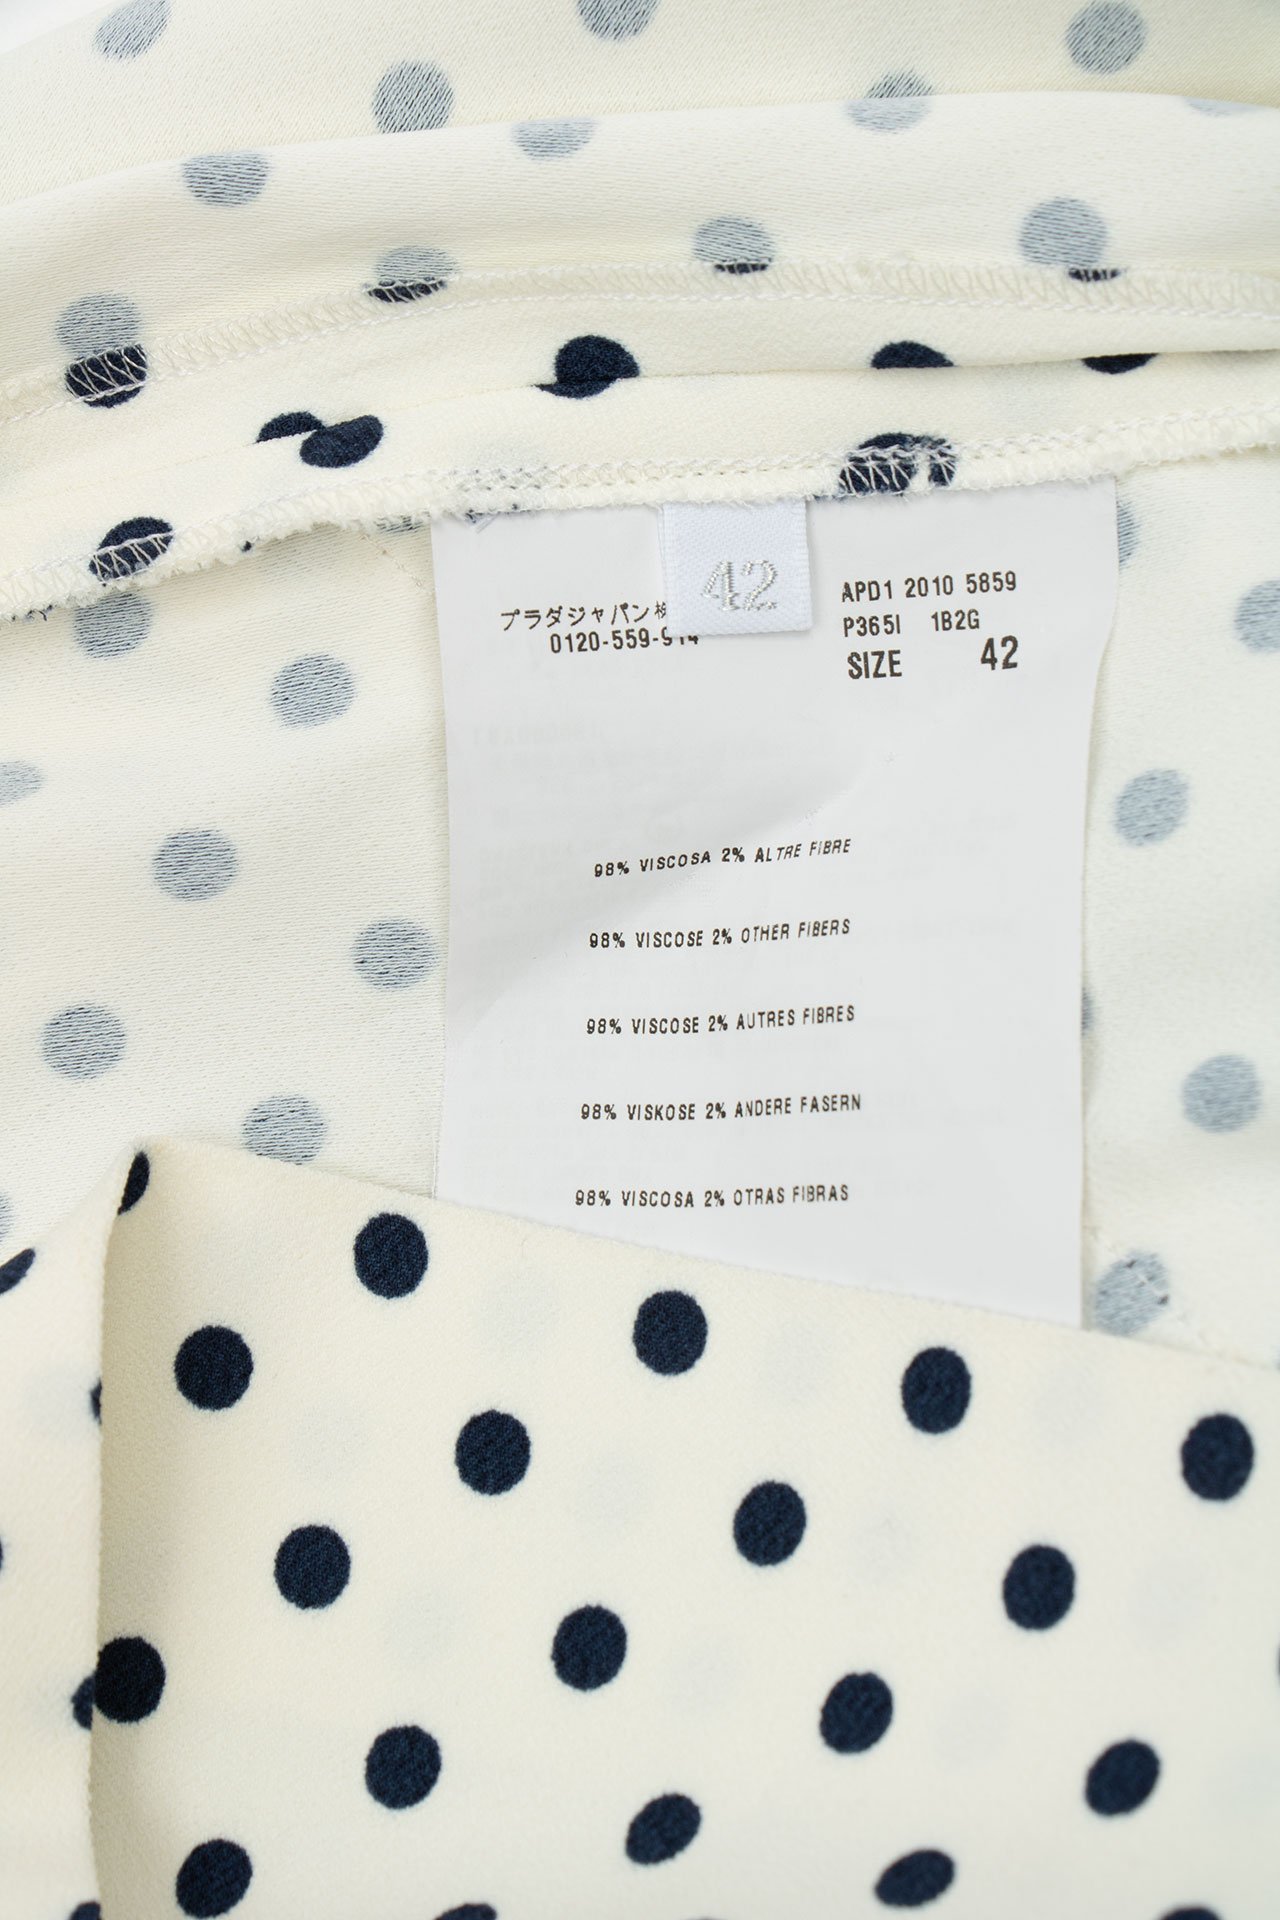 プラダジャパン
0120-559-914
42
APD1 2010 5859
P365I 1B2G
SIZE 42
98% VISCOSA 2% ALTRE FIBRE
98% VISCOSE 2% OTHER FIBERS
98% VISCOSE 2% AUTRES FIBRES
98% VISKOSE 2% ANDERE FASERN
98% VISCOSA 2% OTRAS FIBRAS